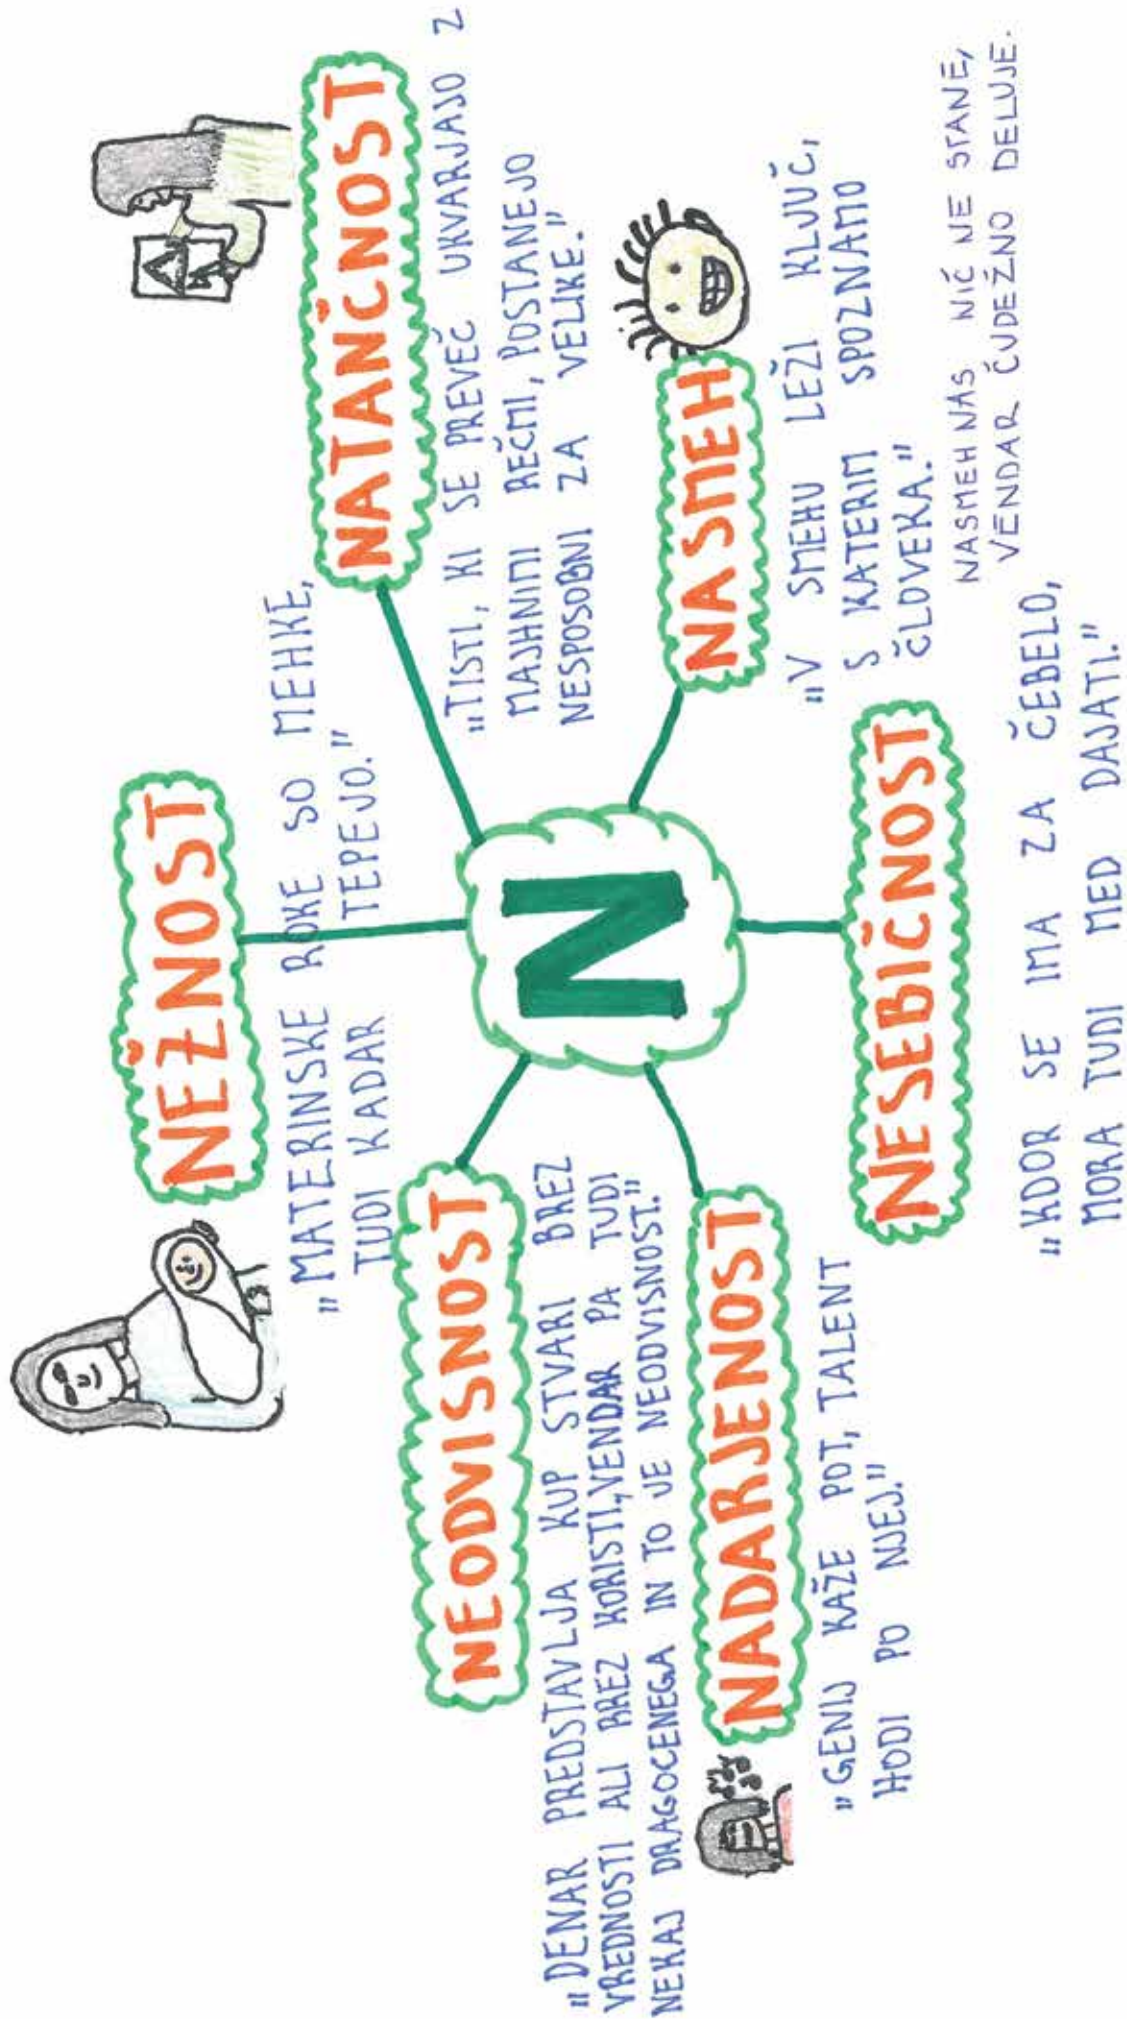 NEŽNOST
"MATERINSKE ROKE SO MEHKE,
TUDI KADAR TEPEJO."
NATANČNOST
"TISTI, KI SE PREVEČ UKVARJAJO Z
MAJHNIMI REČMI, POSTANEJO
NESPOSOBNI ZA VELIKE."
NEODVISNOST
"DENAR PREDSTAVLJA KUP STVARI BREZ
VREDNOSTI ALI BREZ KORISTI, VENDAR PA TUDI
NEKAJ DRAGOCENEGA IN TO JE NEODVISNOST."
N
NASMEH
"V SMEHU LEŽI KLJUČ,
S KATERIM SPOZNAMO
ČLOVEKA."
NASMEH NAS NIČ NE STANE,
VENDAR ČUDEŽNO DELUJE.
NADARJENOST
"GENIJ KAŽE POT, TALENT
HODI PO NJEJ."
NESEBIČNOST
"KDOR SE IMA ZA ČEBELO,
MORA TUDI MED DAJATI."